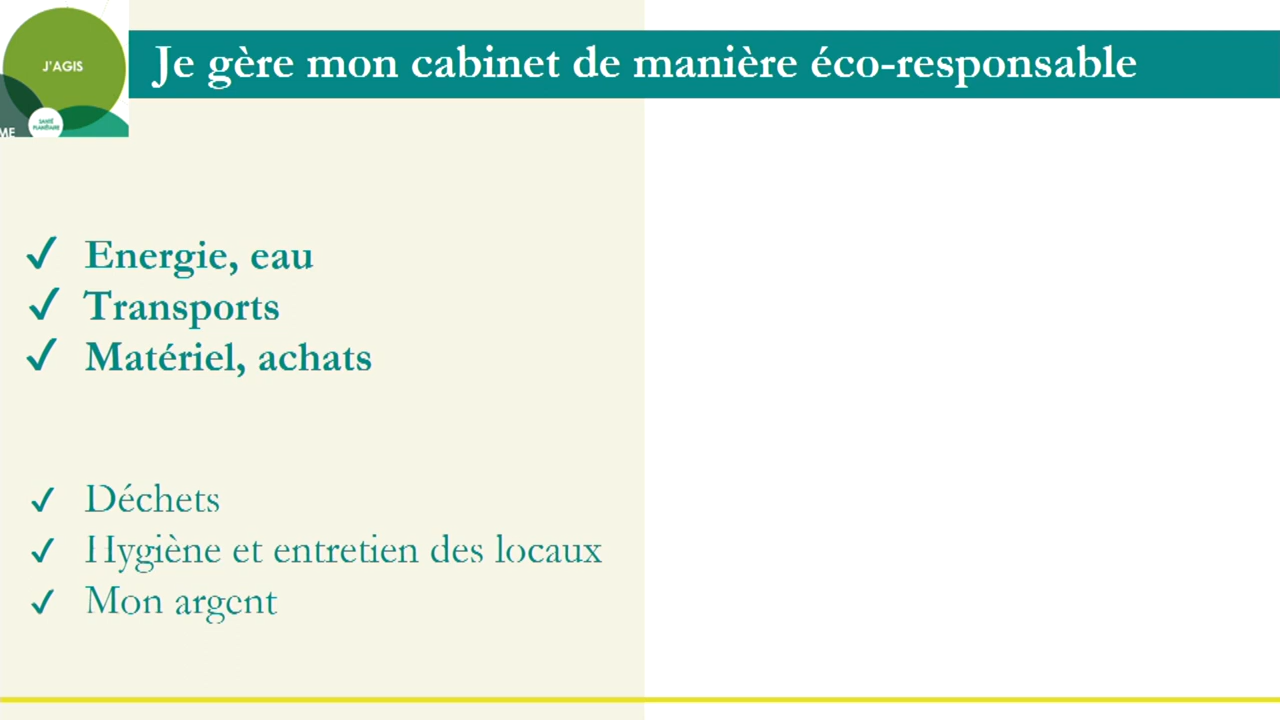 J'AGIS
Je gère mon cabinet de manière éco-responsable
SANTÉ
PLANÉTAIRE
ME
✓ Energie, eau
✓ Transports
✓ Matériel, achats
✓ Déchets
✓ Hygiène et entretien des locaux
✓ Mon argent